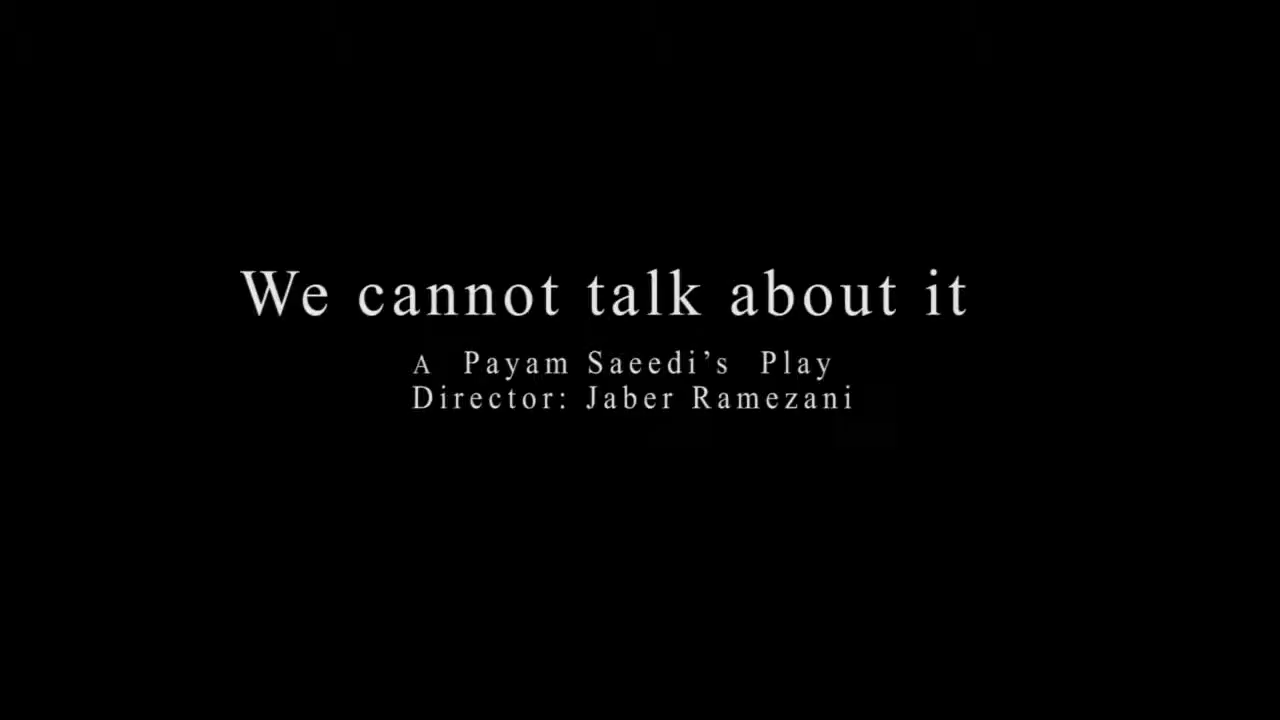 We cannot talk about it
A Payam Saeedi’s Play
Director: Jaber Ramezani